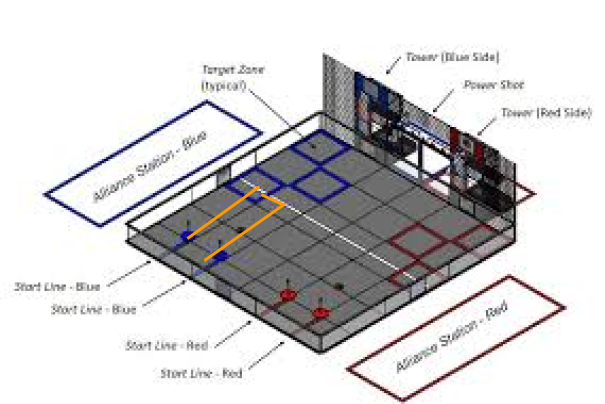 Tower (Blue Side)
Target Zone
(typical)
Power Shot
Tower (Red Side)
Alliance Station - Blue
Start Line - Blue
Start Line - Blue
Start Line - Red
Start Line - Red
Alliance Station - Red